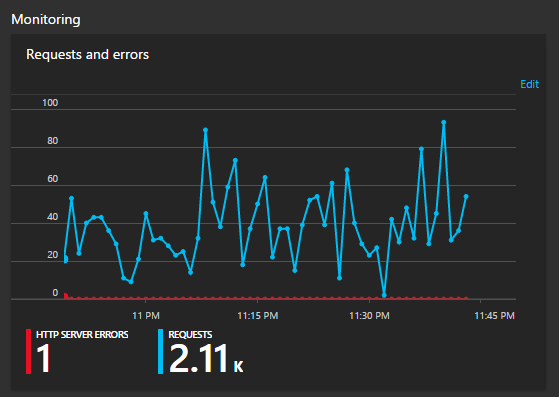 Monitoring
Requests and errors
Edit
100
80
60
40
20
0
11 PM 11:15 PM 11:30 PM 11:45 PM
HTTP SERVER ERRORS
1
REQUESTS
2.11 K